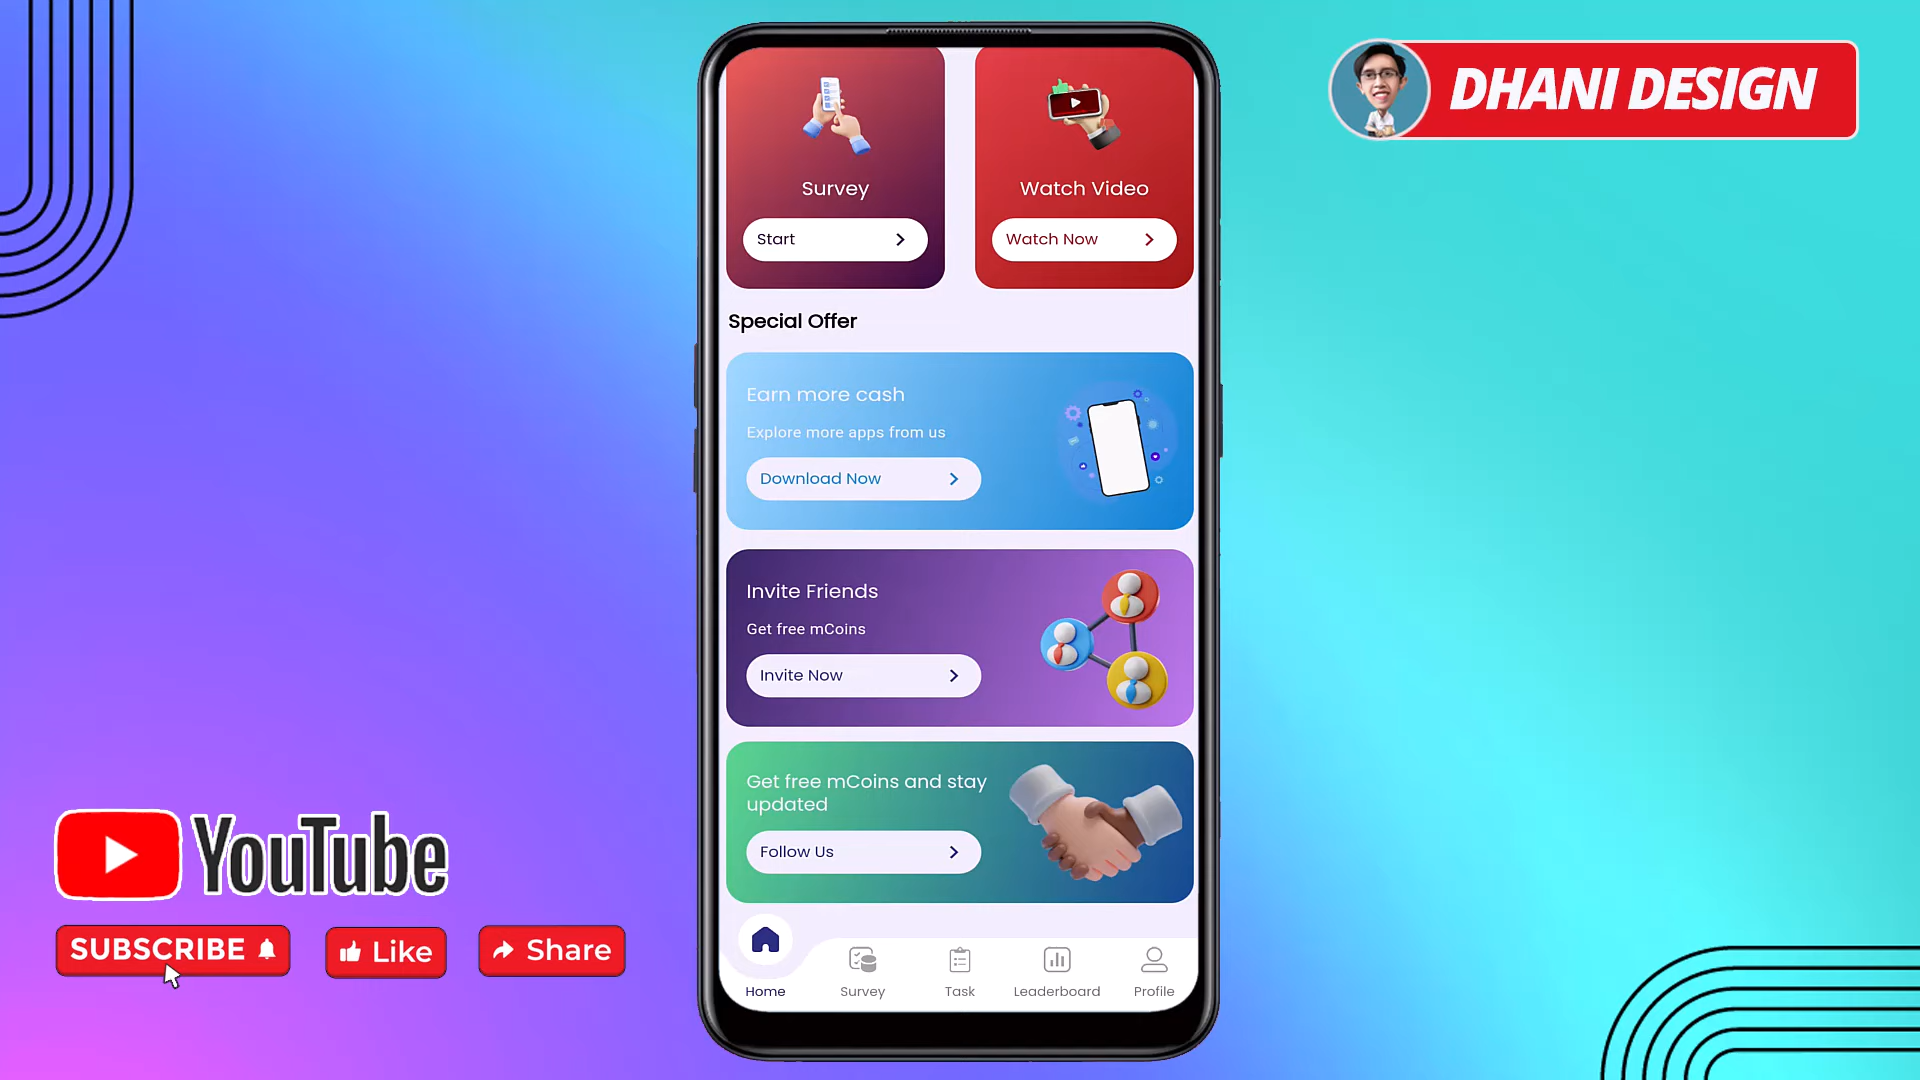 DHANI DESIGN
Survey
Start
Watch Video
Watch Now
Special Offer
Earn more cash
Explore more apps from us
Download Now
Invite Friends
Get free mCoins
Invite Now
Get free mCoins and stay
updated
Follow Us
Home
Survey
Task
Leaderboard
Profile
YouTube
SUBSCRIBE
Like
Share